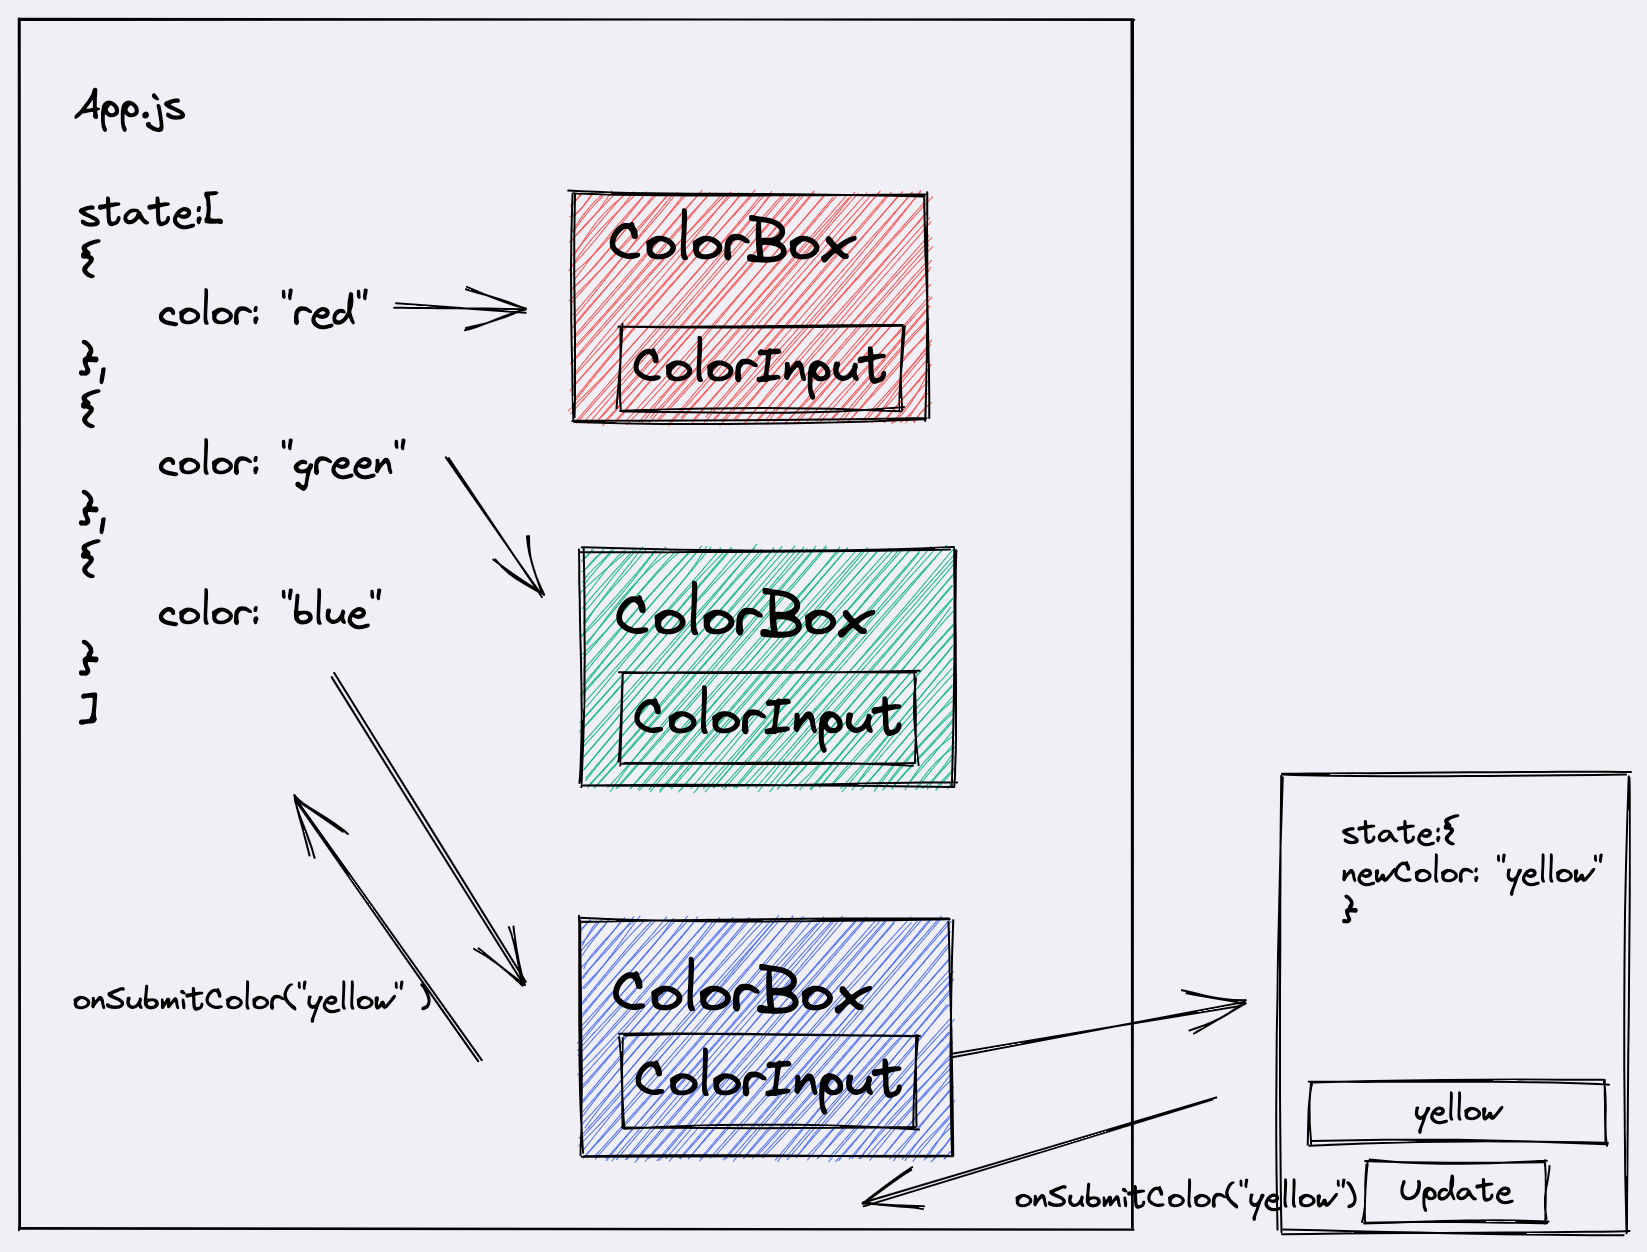 App.js
state:[
{
color: "red"
},
{
color: "green"
},
{
color: "blue"
}
]
onSubmitColor("yellow" )
ColorBox
ColorInput
ColorBox
ColorInput
ColorBox
ColorInput
state:{
newColor: "yellow"
}
yellow
Update
onSubmitColor("yellow")